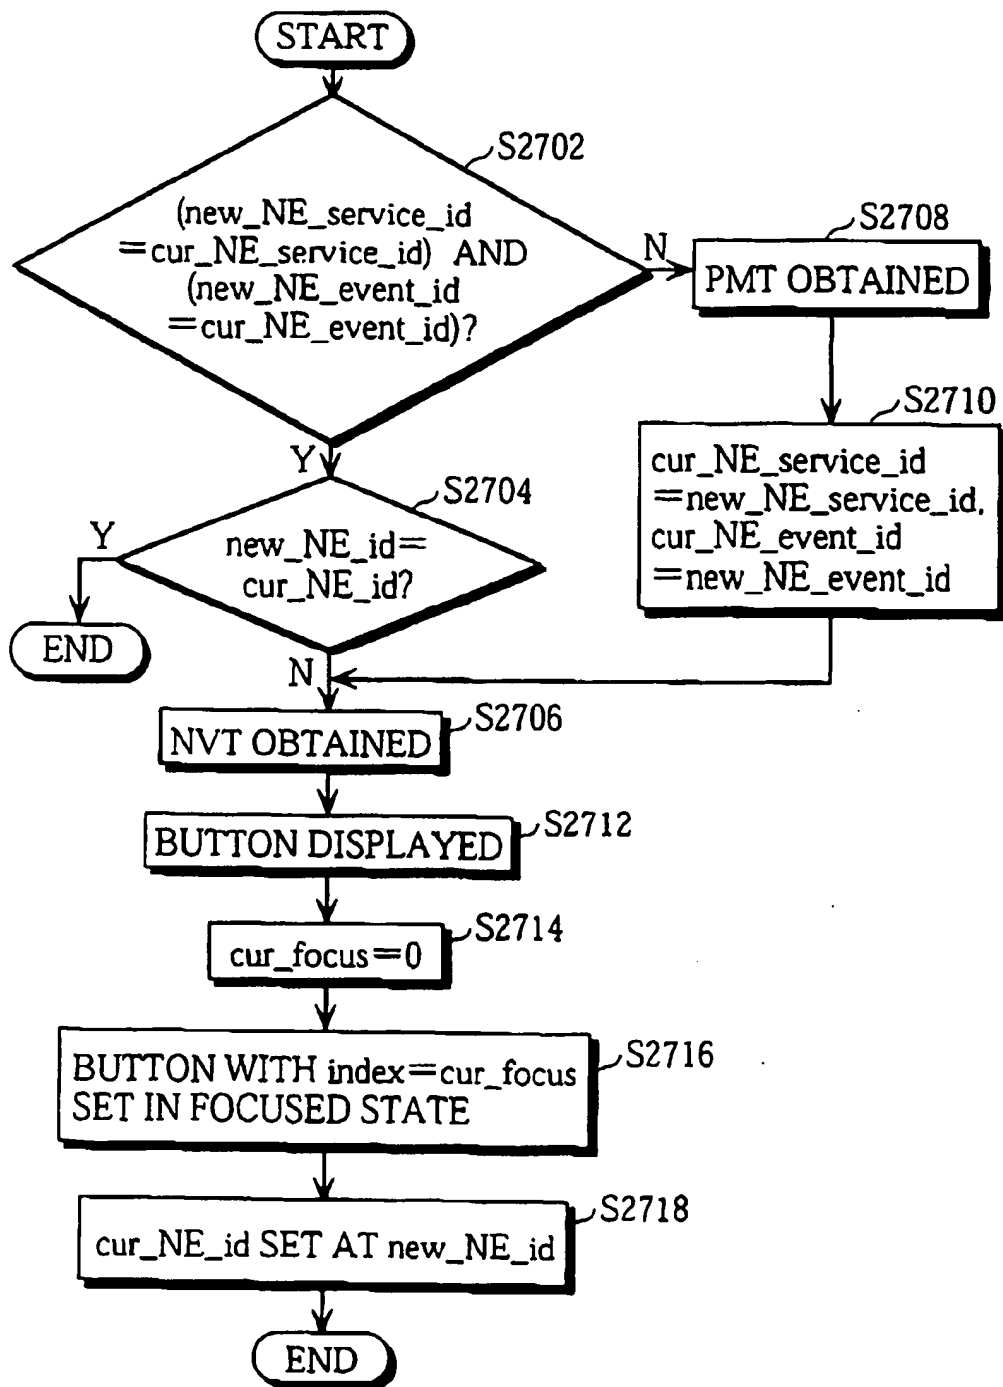 START
S2702
(new_NE_service_id
=cur_NE_service_id) AND
(new_NE_event_id
=cur_NE_event_id)?
N
S2708
PMT OBTAINED
S2710
cur_NE_service_id
=new_NE_service_id,
cur_NE_event_id
=new_NE_event_id
Y
S2704
new_NE_id=
cur_NE_id?
Y
END
N
S2706
NVT OBTAINED
S2712
BUTTON DISPLAYED
S2714
cur_focus=0
S2716
BUTTON WITH index=cur_focus
SET IN FOCUSED STATE
S2718
cur_NE_id SET AT new_NE_id
END